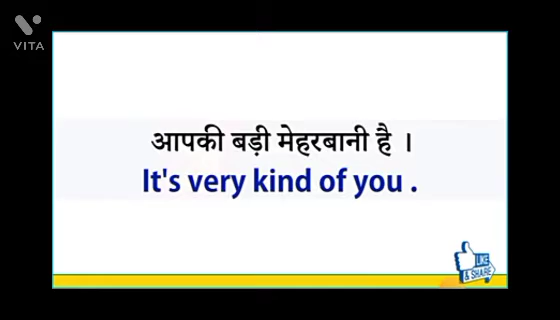 VITA
आपकी बड़ी मेहरबानी है ।
It's very kind of you .
LIKE
& SHARE